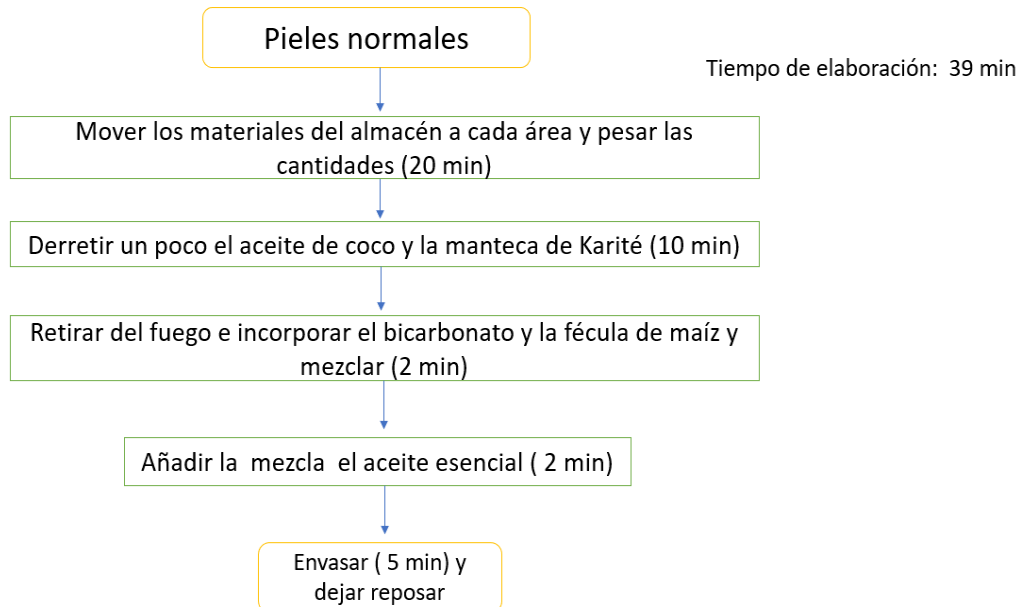 Pieles normales
Tiempo de elaboración: 39 min
Mover los materiales del almacén a cada área y pesar las
cantidades (20 min)
Derretir un poco el aceite de coco y la manteca de Karité (10 min)
Retirar del fuego e incorporar el bicarbonato y la fécula de maíz y
mezclar (2 min)
Añadir la  mezcla  el aceite esencial ( 2 min)
Envasar ( 5 min) y
dejar reposar